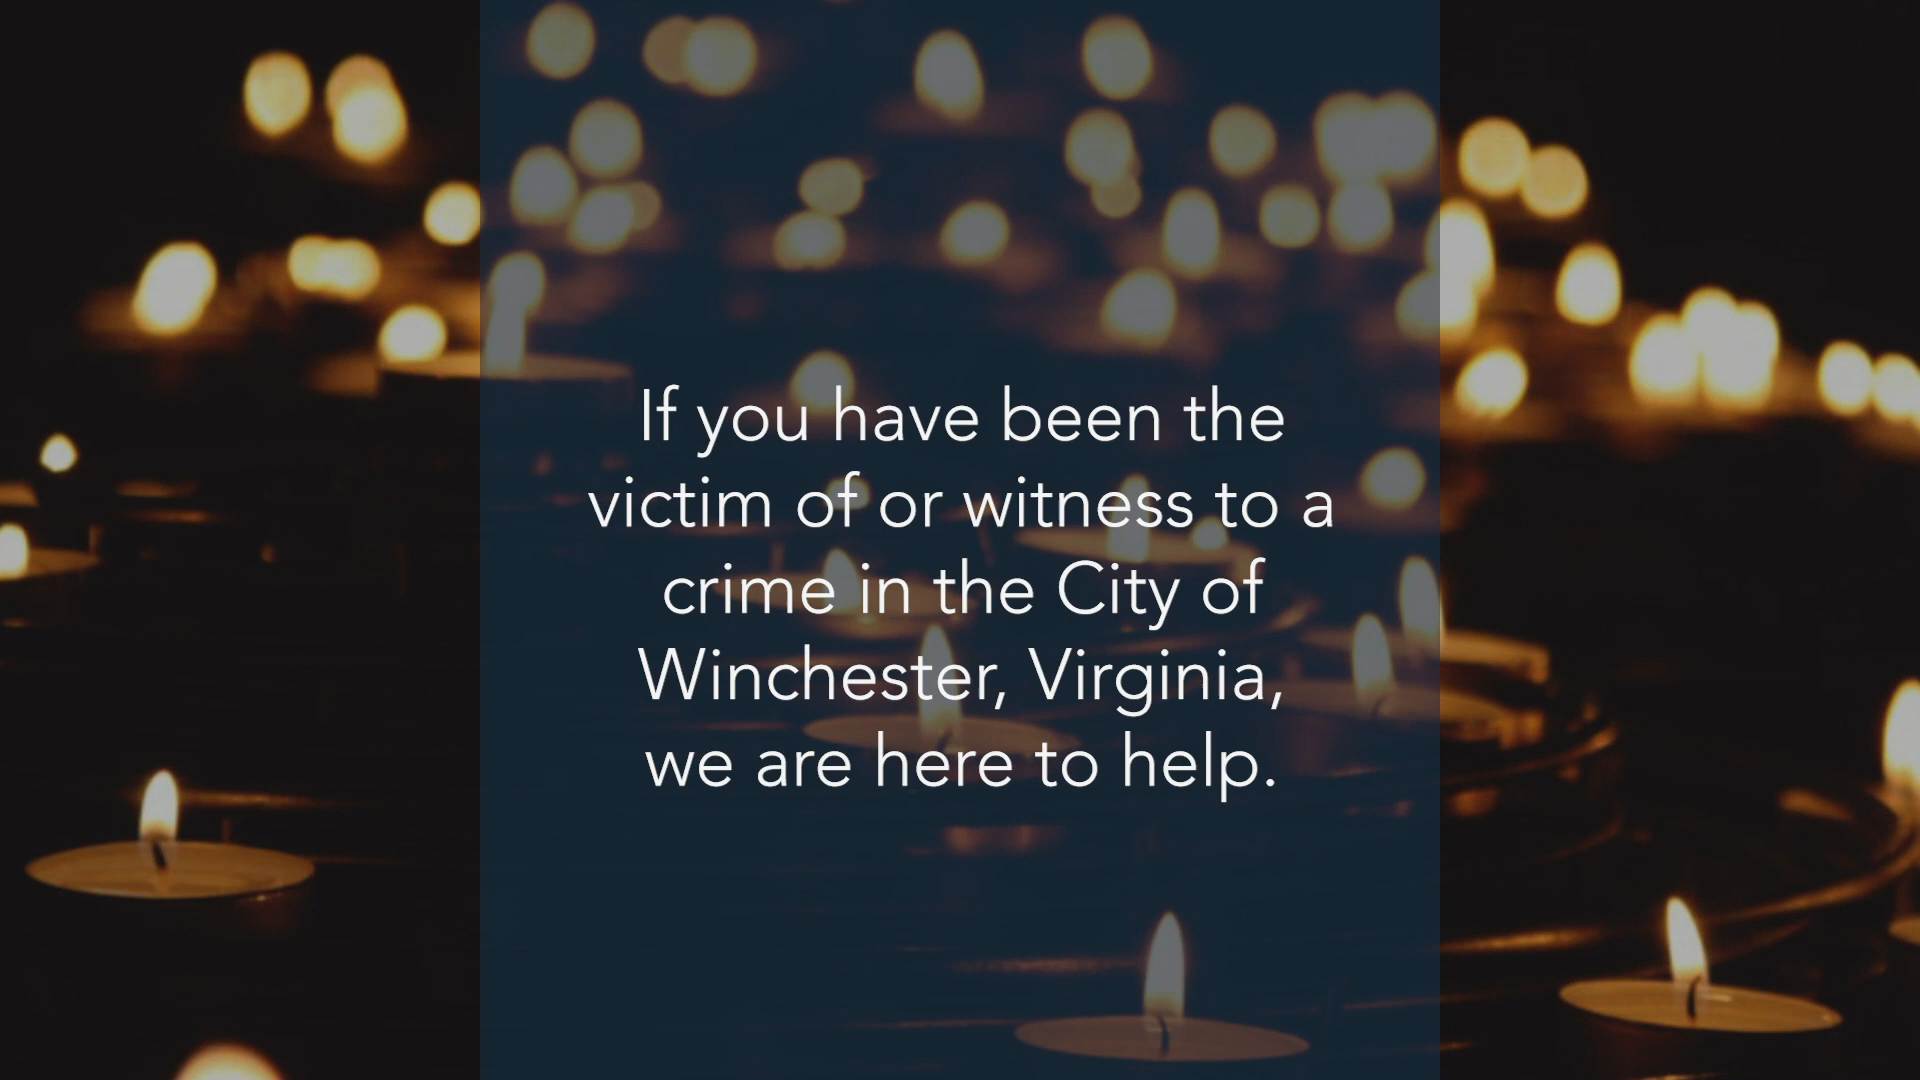 If you have been the
victim of or witness to a
crime in the City of
Winchester, Virginia,
we are here to help.